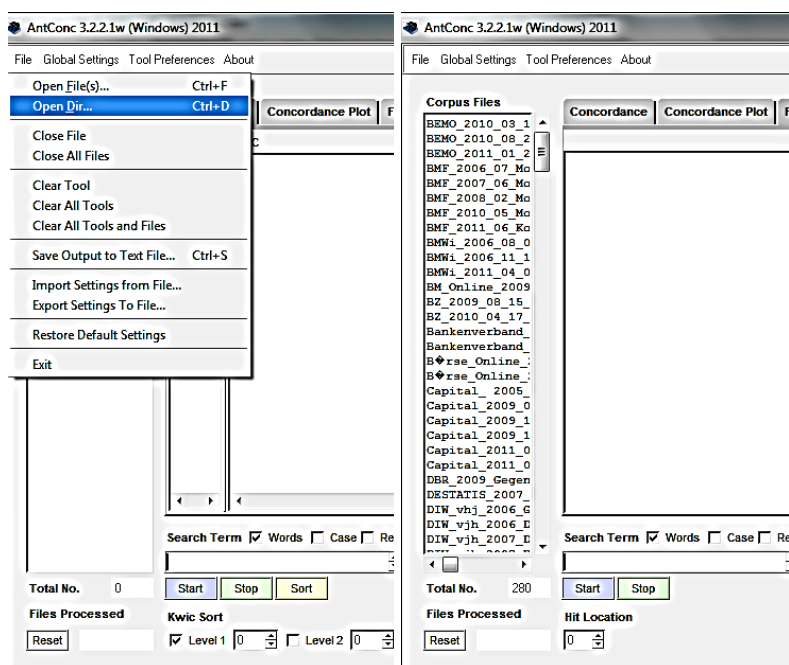 AntConc 3.2.2.1w (Windows) 2011
File Global Settings Tool Preferences About
Open File(s)... Ctrl+F
Open Dir... Ctrl+D
Close File
Close All Files
Clear Tool
Clear All Tools
Clear All Tools and Files
Save Output to Text File... Ctrl+S
Import Settings from File...
Export Settings To File...
Restore Default Settings
Exit
Concordance Plot F
C
Search Term Words Case Re
Total No. 0
Start Stop Sort
Files Processed
Kwic Sort
Reset
Level 1 0 Level 2 0
AntConc 3.2.2.1w (Windows) 2011
File Global Settings Tool Preferences About
Corpus Files
Concordance Concordance Plot F
BEMO_2010_03_1
BEMO_2010_08_2
BEMO_2011_01_2
BMF_2006_07_Mo
BMF_2007_06_Mo
BMF_2008_02_Mo
BMF_2010_05_Mo
BMF_2011_06_Ko
BMWi_2006_08_0
BMWi_2006_11_1
BMWi_2011_04_0
BM_Online_2009
BZ_2009_08_15_
BZ_2010_04_17_
Bankenverband_
Bankenverband_
B�rse_Online_
B�rse_Online_
Capital_ 2005_
Capital_2009_0
Capital_2009_1
Capital_2009_1
Capital_2011_0
Capital_2011_0
DBR_2009_Gegen
DESTATIS_2007_
DIW_vhj_2006_G
DIW_vjh_2006_D
DIW_vjh_2007_D
Search Term Words Case Re
Total No. 280
Start Stop
Files Processed
Hit Location
Reset
0